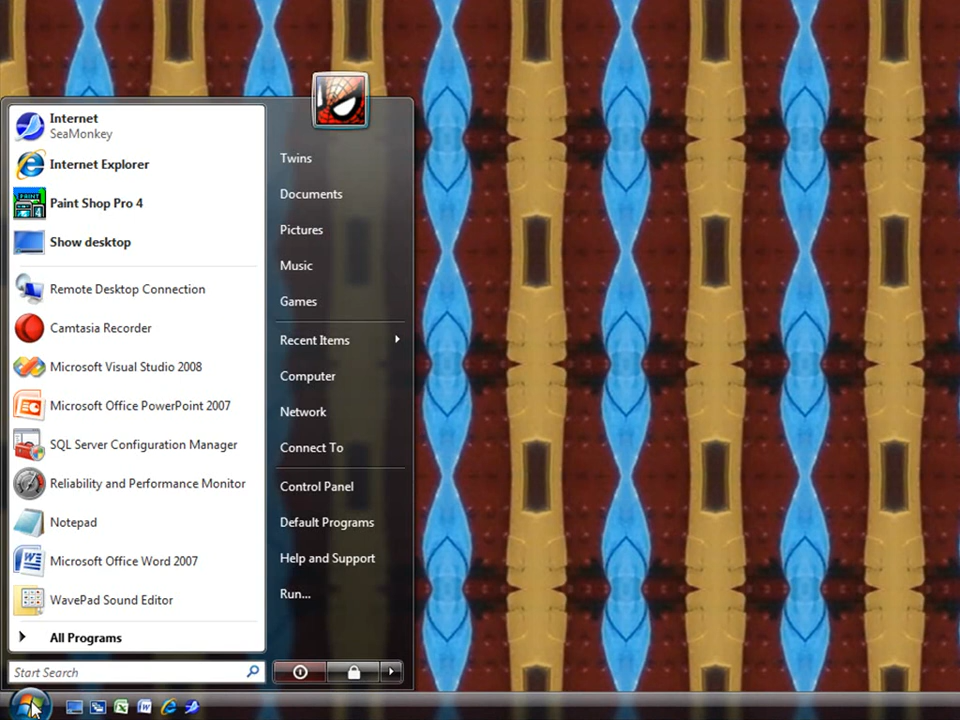 Internet
SeaMonkey
Internet Explorer
Paint Shop Pro 4
Show desktop
Remote Desktop Connection
Camtasia Recorder
Microsoft Visual Studio 2008
Microsoft Office PowerPoint 2007
SQL Server Configuration Manager
Reliability and Performance Monitor
Notepad
Microsoft Office Word 2007
WavePad Sound Editor
All Programs
Start Search
Twins
Documents
Pictures
Music
Games
Recent Items
Computer
Network
Connect To
Control Panel
Default Programs
Help and Support
Run...